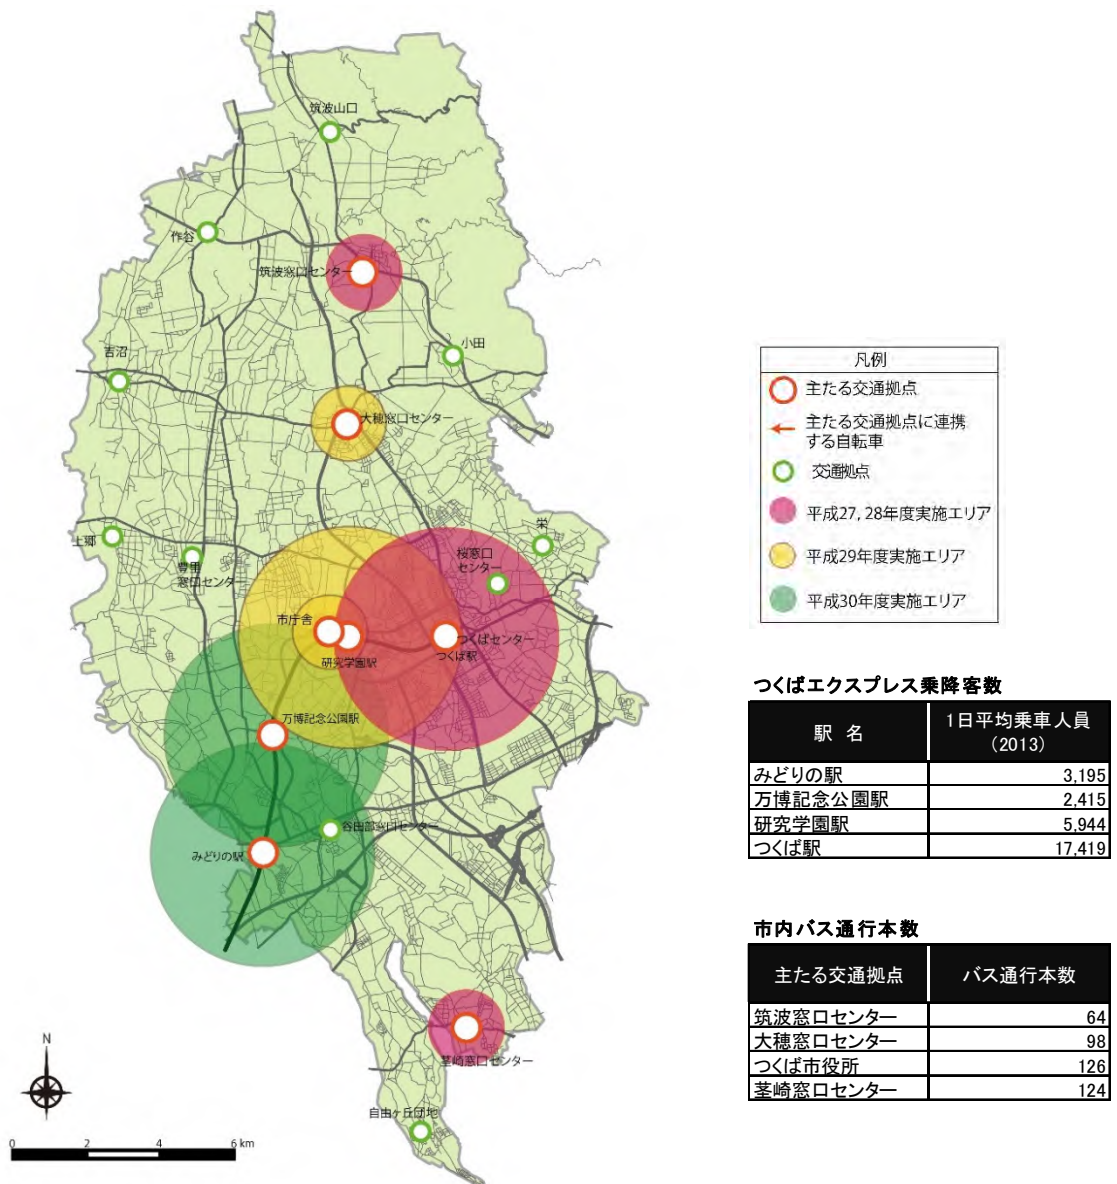 筑波山口
作谷
筑波窓口センター
小田
吉沼
大穂窓口センター
上郷
豊里
窓口センター
栄
桜窓口
センター
市庁舎
研究学園駅
つくばセンター
つくば駅
万博記念公園駅
谷田部窓口センター
みどりの駅
茎崎窓口センター
自由ヶ丘団地
N
0 2 4 6 km
凡例
主たる交通拠点
主たる交通拠点に連携
する自転車
交通拠点
平成27, 28年度実施エリア
平成29年度実施エリア
平成30年度実施エリア
つくばエクスプレス乗降客数
駅 名 1日平均乗車人員
（2013）
みどりの駅 3,195
万博記念公園駅 2,415
研究学園駅 5,944
つくば駅 17,419
市内バス通行本数
主たる交通拠点 バス通行本数
筑波窓口センター 64
大穂窓口センター 98
つくば市役所 126
茎崎窓口センター 124